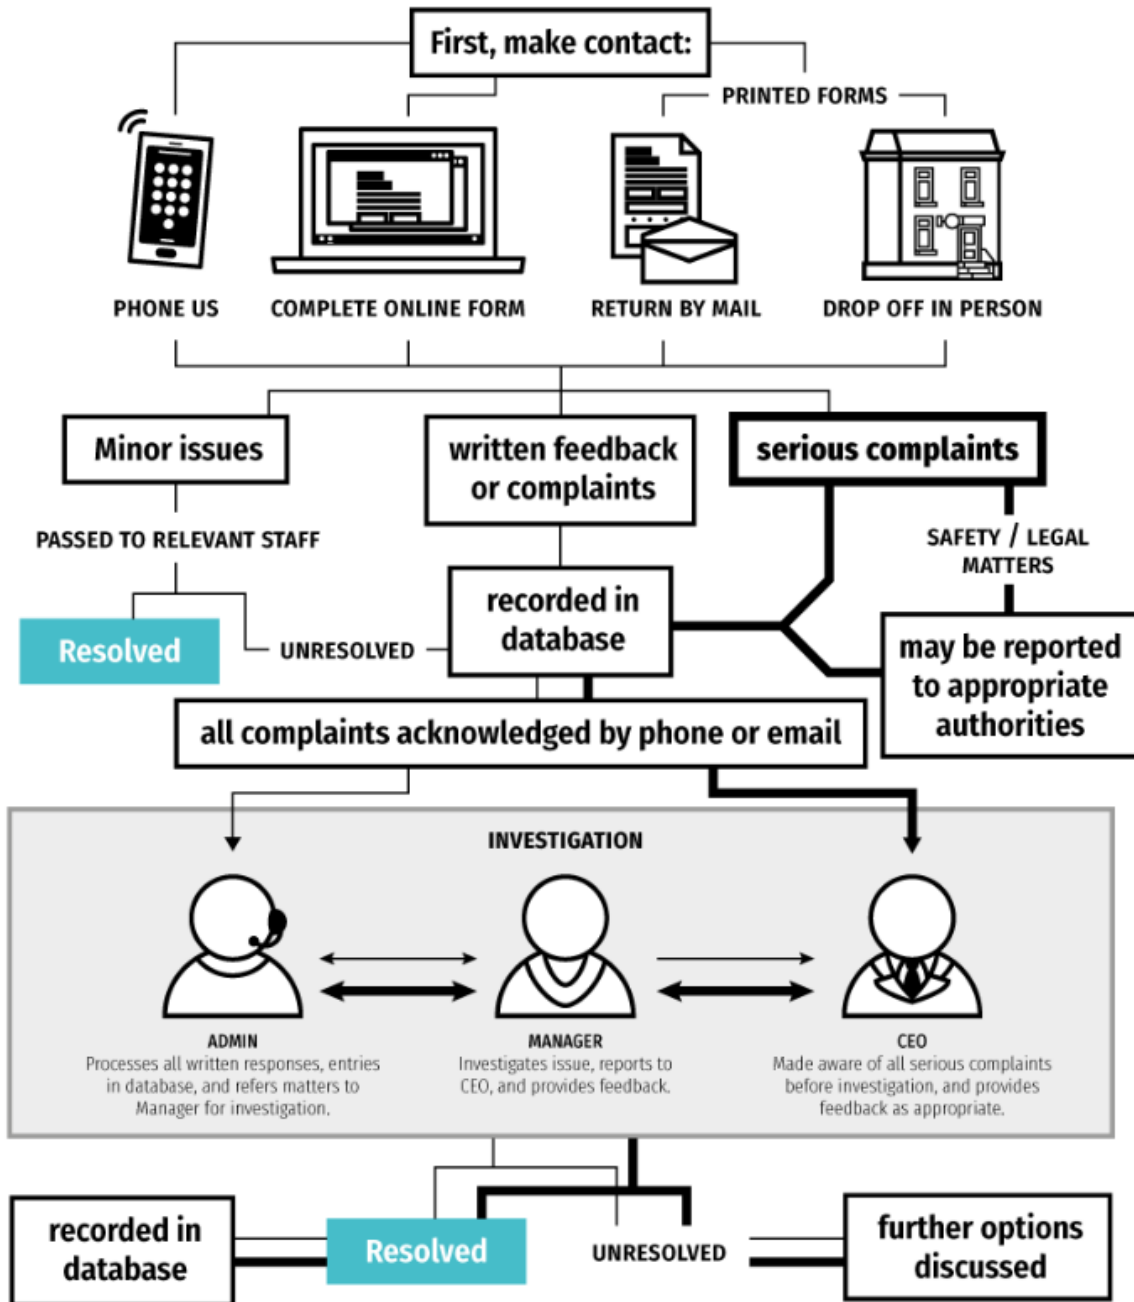 First, make contact:
PRINTED FORMS
PHONE US
COMPLETE ONLINE FORM
RETURN BY MAIL
DROP OFF IN PERSON
Minor issues
written feedback
or complaints
serious complaints
PASSED TO RELEVANT STAFF
SAFETY / LEGAL
MATTERS
recorded in
database
Resolved
UNRESOLVED
may be reported
to appropriate
authorities
all complaints acknowledged by phone or email
INVESTIGATION
ADMIN
Processes all written responses, entries
in database, and refers matters to
Manager for investigation.
MANAGER
Investigates issue, reports to
CEO, and provides feedback.
CEO
Made aware of all serious complaints
before investigation, and provides
feedback as appropriate.
recorded in
database
Resolved
UNRESOLVED
further options
discussed